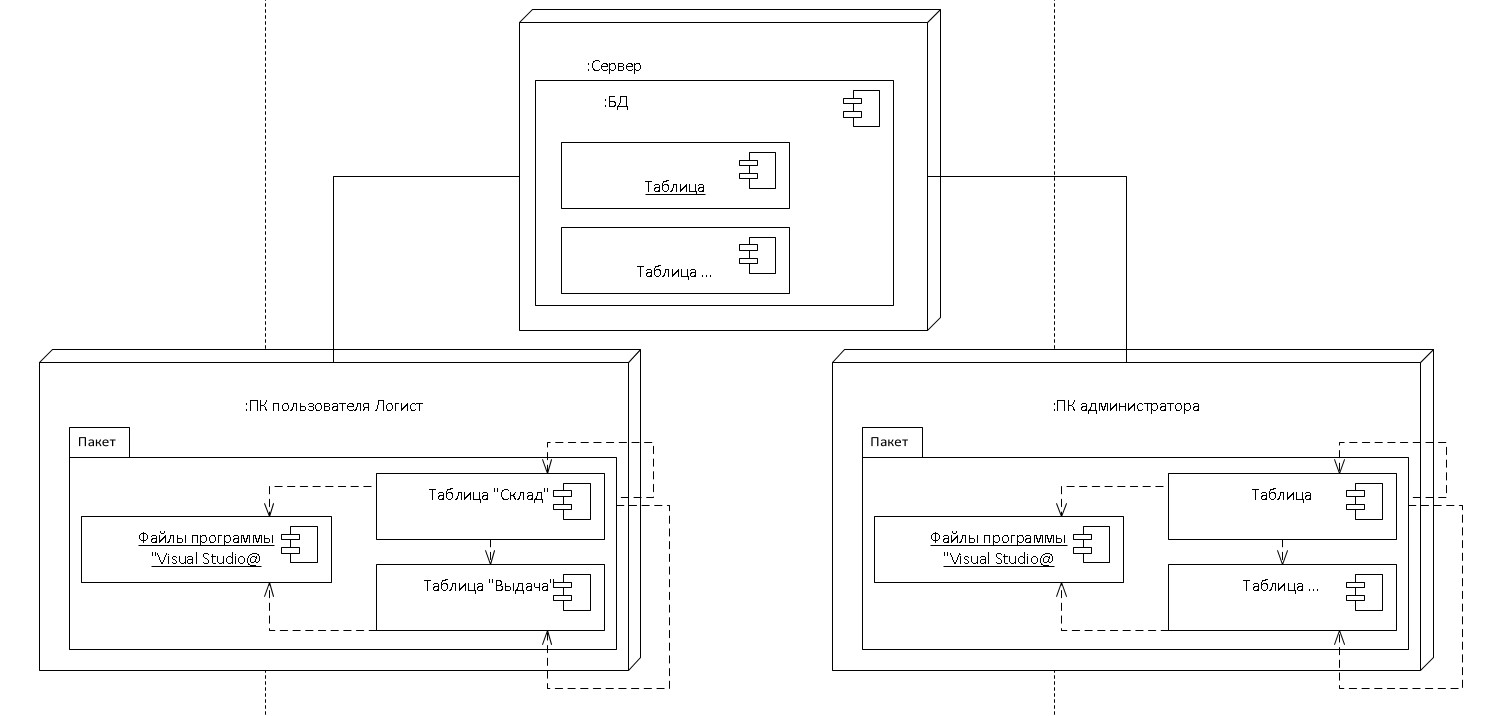 :Сервер
:БД
Таблица
Таблица ...
:ПК пользователя Логист
Пакет
Таблица "Склад"
Файлы программы
"Visual Studio@
Таблица "Выдача"
:ПК администратора
Пакет
Таблица
Файлы программы
"Visual Studio@
Таблица ...